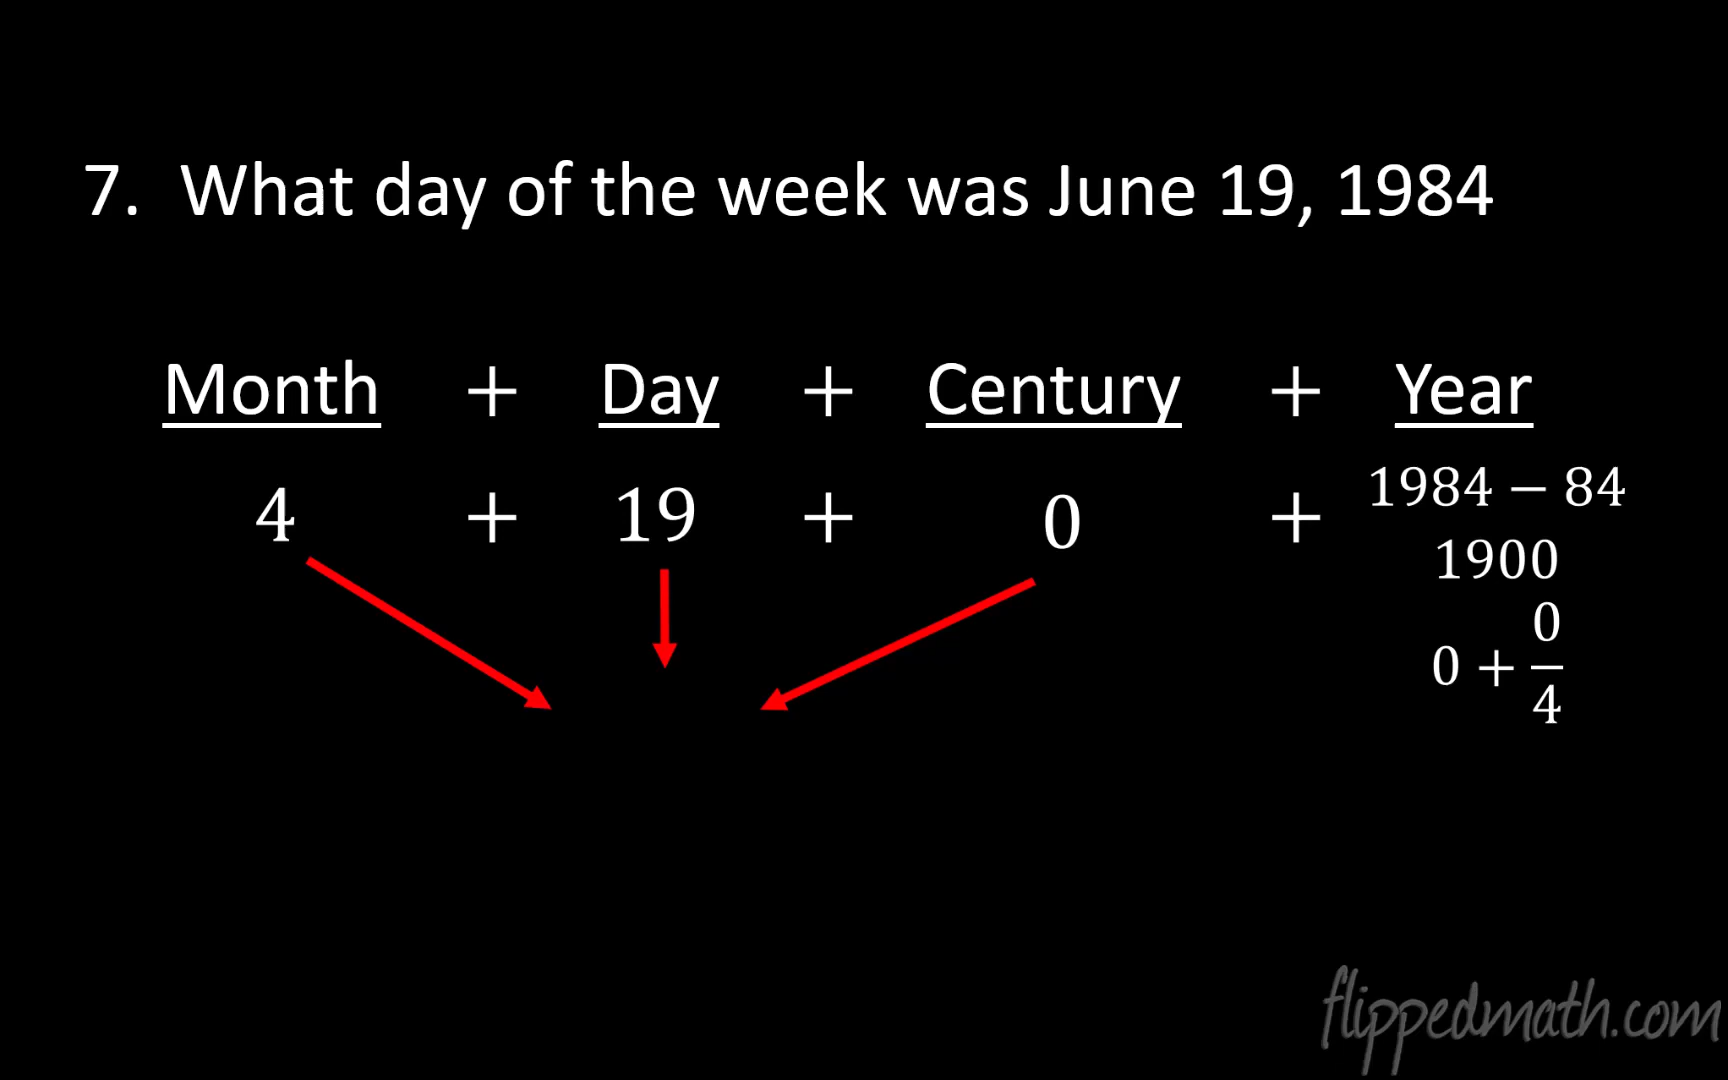 7. What day of the week was June 19, 1984
Month + Day + Century + Year
4 + 19 + 0 + 1984 − 84
1900
0 + 0/4
flippedmath.com